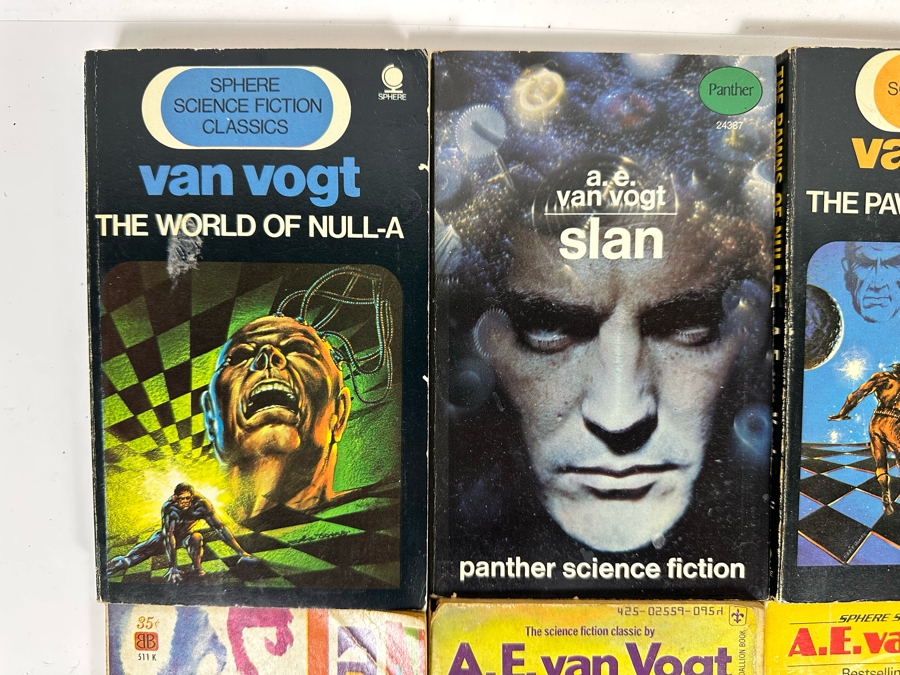 SPHERE
SCIENCE FICTION
CLASSICS
SPHERE
van vogt
THE WORLD OF NULL-A
Panther
24387
a. e.
van vogt
slan
panther science fiction
THE PAWNS OF NULL-A
va
THE PAW
35¢
BB
511 K
425-02559-095
The science fiction classic by
A.E. van Vogt
SPHERE S
A.E. va
Bestsellin